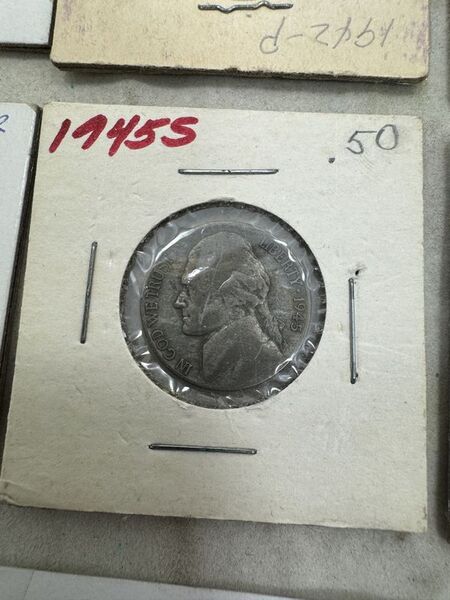 1942-P
1945S
.50
IN GOD WE TRUST
LIBERTY 1945